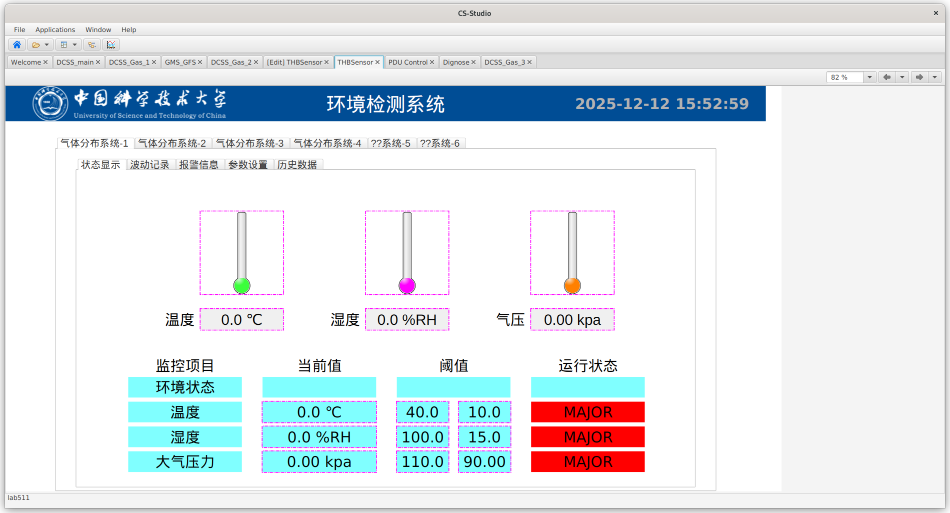 CS-Studio
File Applications Window Help
Welcome DCSS_main DCSS_Gas_1 GMS_GFS DCSS_Gas_2 [Edit] THBSensor THBSensor PDU Control Dignose DCSS_Gas_3
82 %
中国科学技术大学
University of Science and Technology of China
环境检测系统
2025-12-12 15:52:59
气体分布系统-1 气体分布系统-2 气体分布系统-3 气体分布系统-4 ??系统-5 ??系统-6
状态显示 波动记录 报警信息 参数设置 历史数据
温度 0.0 ℃ 湿度 0.0 %RH 气压 0.00 kpa
监控项目 当前值 阈值 运行状态
环境状态
温度 0.0 ℃ 40.0 10.0 MAJOR
湿度 0.0 %RH 100.0 15.0 MAJOR
大气压力 0.00 kpa 110.0 90.00 MAJOR
lab511